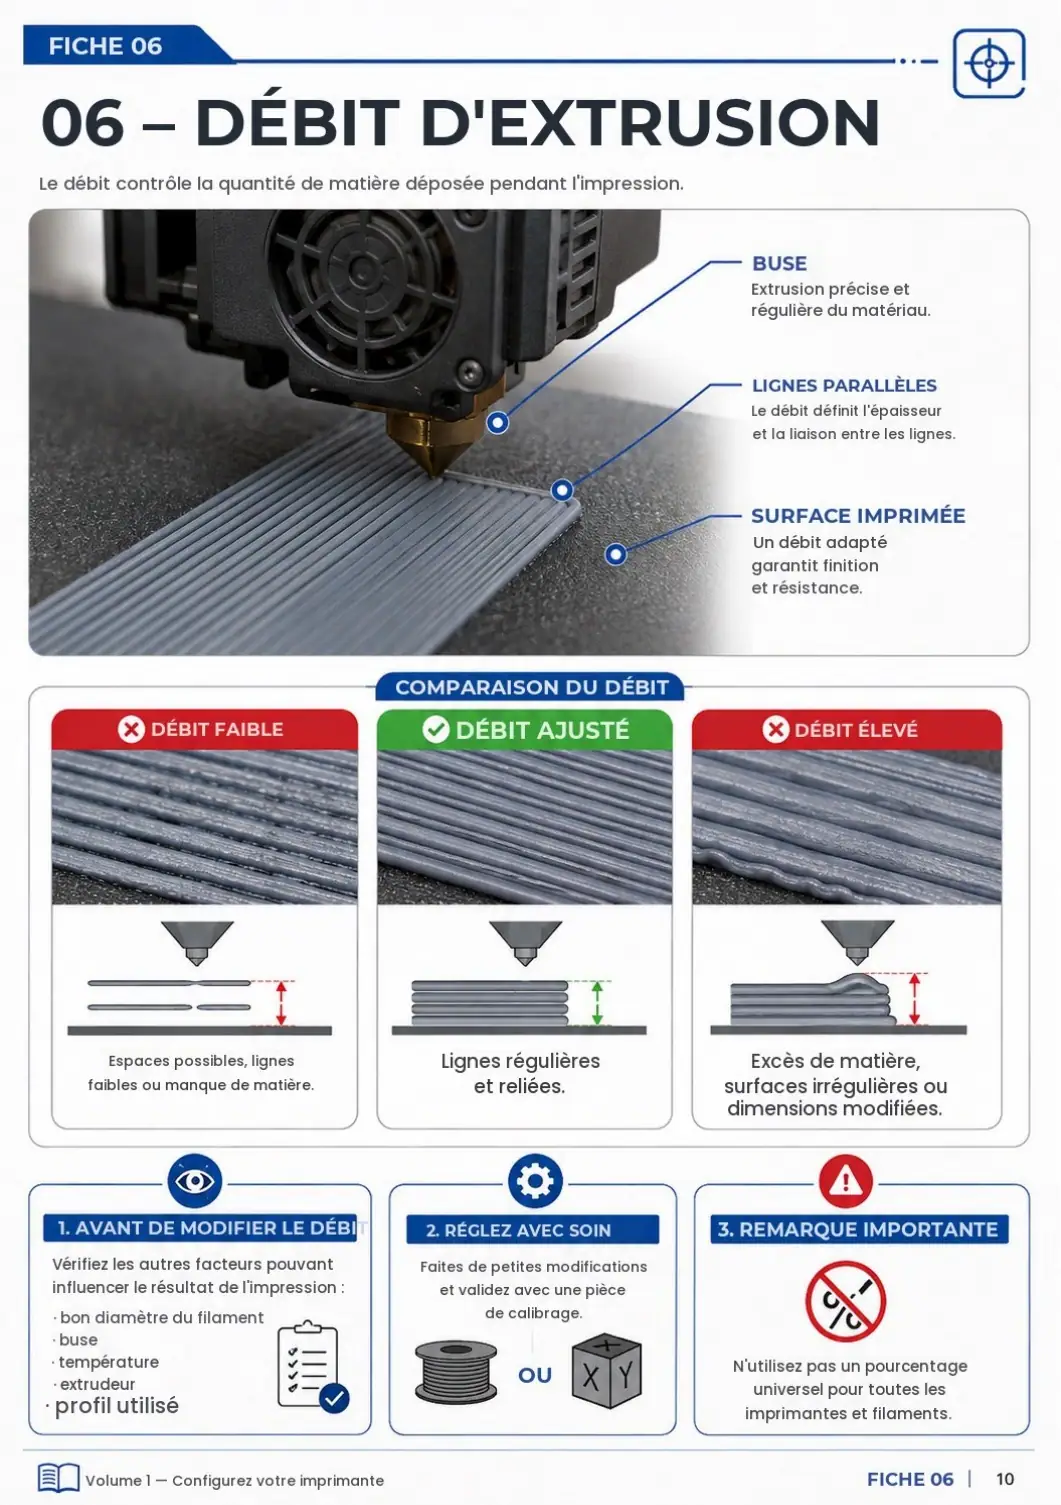 FICHE 06
06 – DÉBIT D'EXTRUSION
Le débit contrôle la quantité de matière déposée pendant l'impression.
BUSE
Extrusion précise et
régulière du matériau.
LIGNES PARALLÈLES
Le débit définit l'épaisseur
et la liaison entre les lignes.
SURFACE IMPRIMÉE
Un débit adapté
garantit finition
et résistance.
COMPARAISON DU DÉBIT
DÉBIT FAIBLE
DÉBIT AJUSTÉ
DÉBIT ÉLEVÉ
Espaces possibles, lignes
faibles ou manque de matière.
Lignes régulières
et reliées.
Excès de matière,
surfaces irrégulières ou
dimensions modifiées.
1. AVANT DE MODIFIER LE DÉBIT
Vérifiez les autres facteurs pouvant
influencer le résultat de l'impression :
· bon diamètre du filament
· buse
· température
· extrudeur
· profil utilisé
2. RÉGLEZ AVEC SOIN
Faites de petites modifications
et validez avec une pièce
de calibrage.
OU
X Y
3. REMARQUE IMPORTANTE
%
N'utilisez pas un pourcentage
universel pour toutes les
imprimantes et filaments.
Volume 1 — Configurez votre imprimante
FICHE 06 | 10